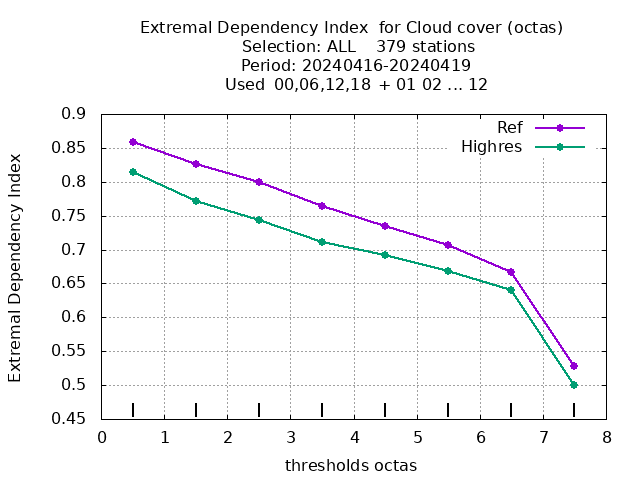 Extremal Dependency Index  for Cloud cover (octas)
Selection: ALL    379 stations
Period: 20240416-20240419
Used  00,06,12,18 + 01 02 ... 12
Ref
Highres
Extremal Dependency Index
0.9
0.85
0.8
0.75
0.7
0.65
0.6
0.55
0.5
0.45
0 1 2 3 4 5 6 7 8
thresholds octas